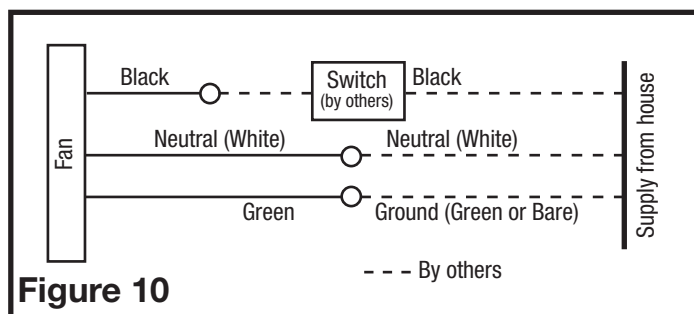 Black
Switch
(by others)
Black
Fan
Neutral (White)
Neutral (White)
Green
Ground (Green or Bare)
Supply from house
By others
Figure 10